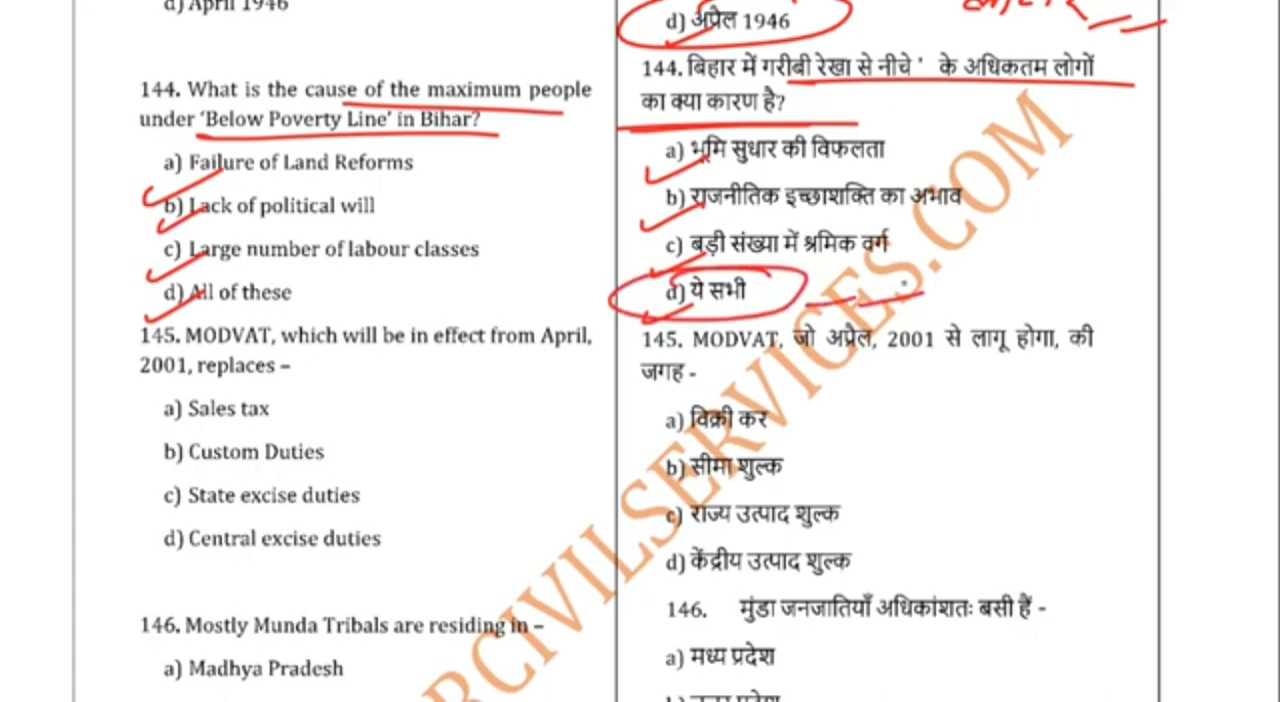 d) April 1946
144. What is the cause of the maximum people
under ‘Below Poverty Line’ in Bihar?
a) Failure of Land Reforms
b) Lack of political will
c) Large number of labour classes
d) All of these
145. MODVAT, which will be in effect from April,
2001, replaces –
a) Sales tax
b) Custom Duties
c) State excise duties
d) Central excise duties
146. Mostly Munda Tribals are residing in –
a) Madhya Pradesh
d) अप्रैल 1946
144. बिहार में गरीबी रेखा से नीचे ' के अधिकतम लोगों
का क्या कारण है?
a) भूमि सुधार की विफलता
b) राजनीतिक इच्छाशक्ति का अभाव
c) बड़ी संख्या में श्रमिक वर्ग
d) ये सभी
145. MODVAT, जो अप्रैल, 2001 से लागू होगा, की
जगह -
a) विक्री कर
b) सीमा शुल्क
c) राज्य उत्पाद शुल्क
d) केंद्रीय उत्पाद शुल्क
146. मुंडा जनजातियाँ अधिकांशतः बसी हैं -
a) मध्य प्रदेश
RCIVILSERVICES.COM